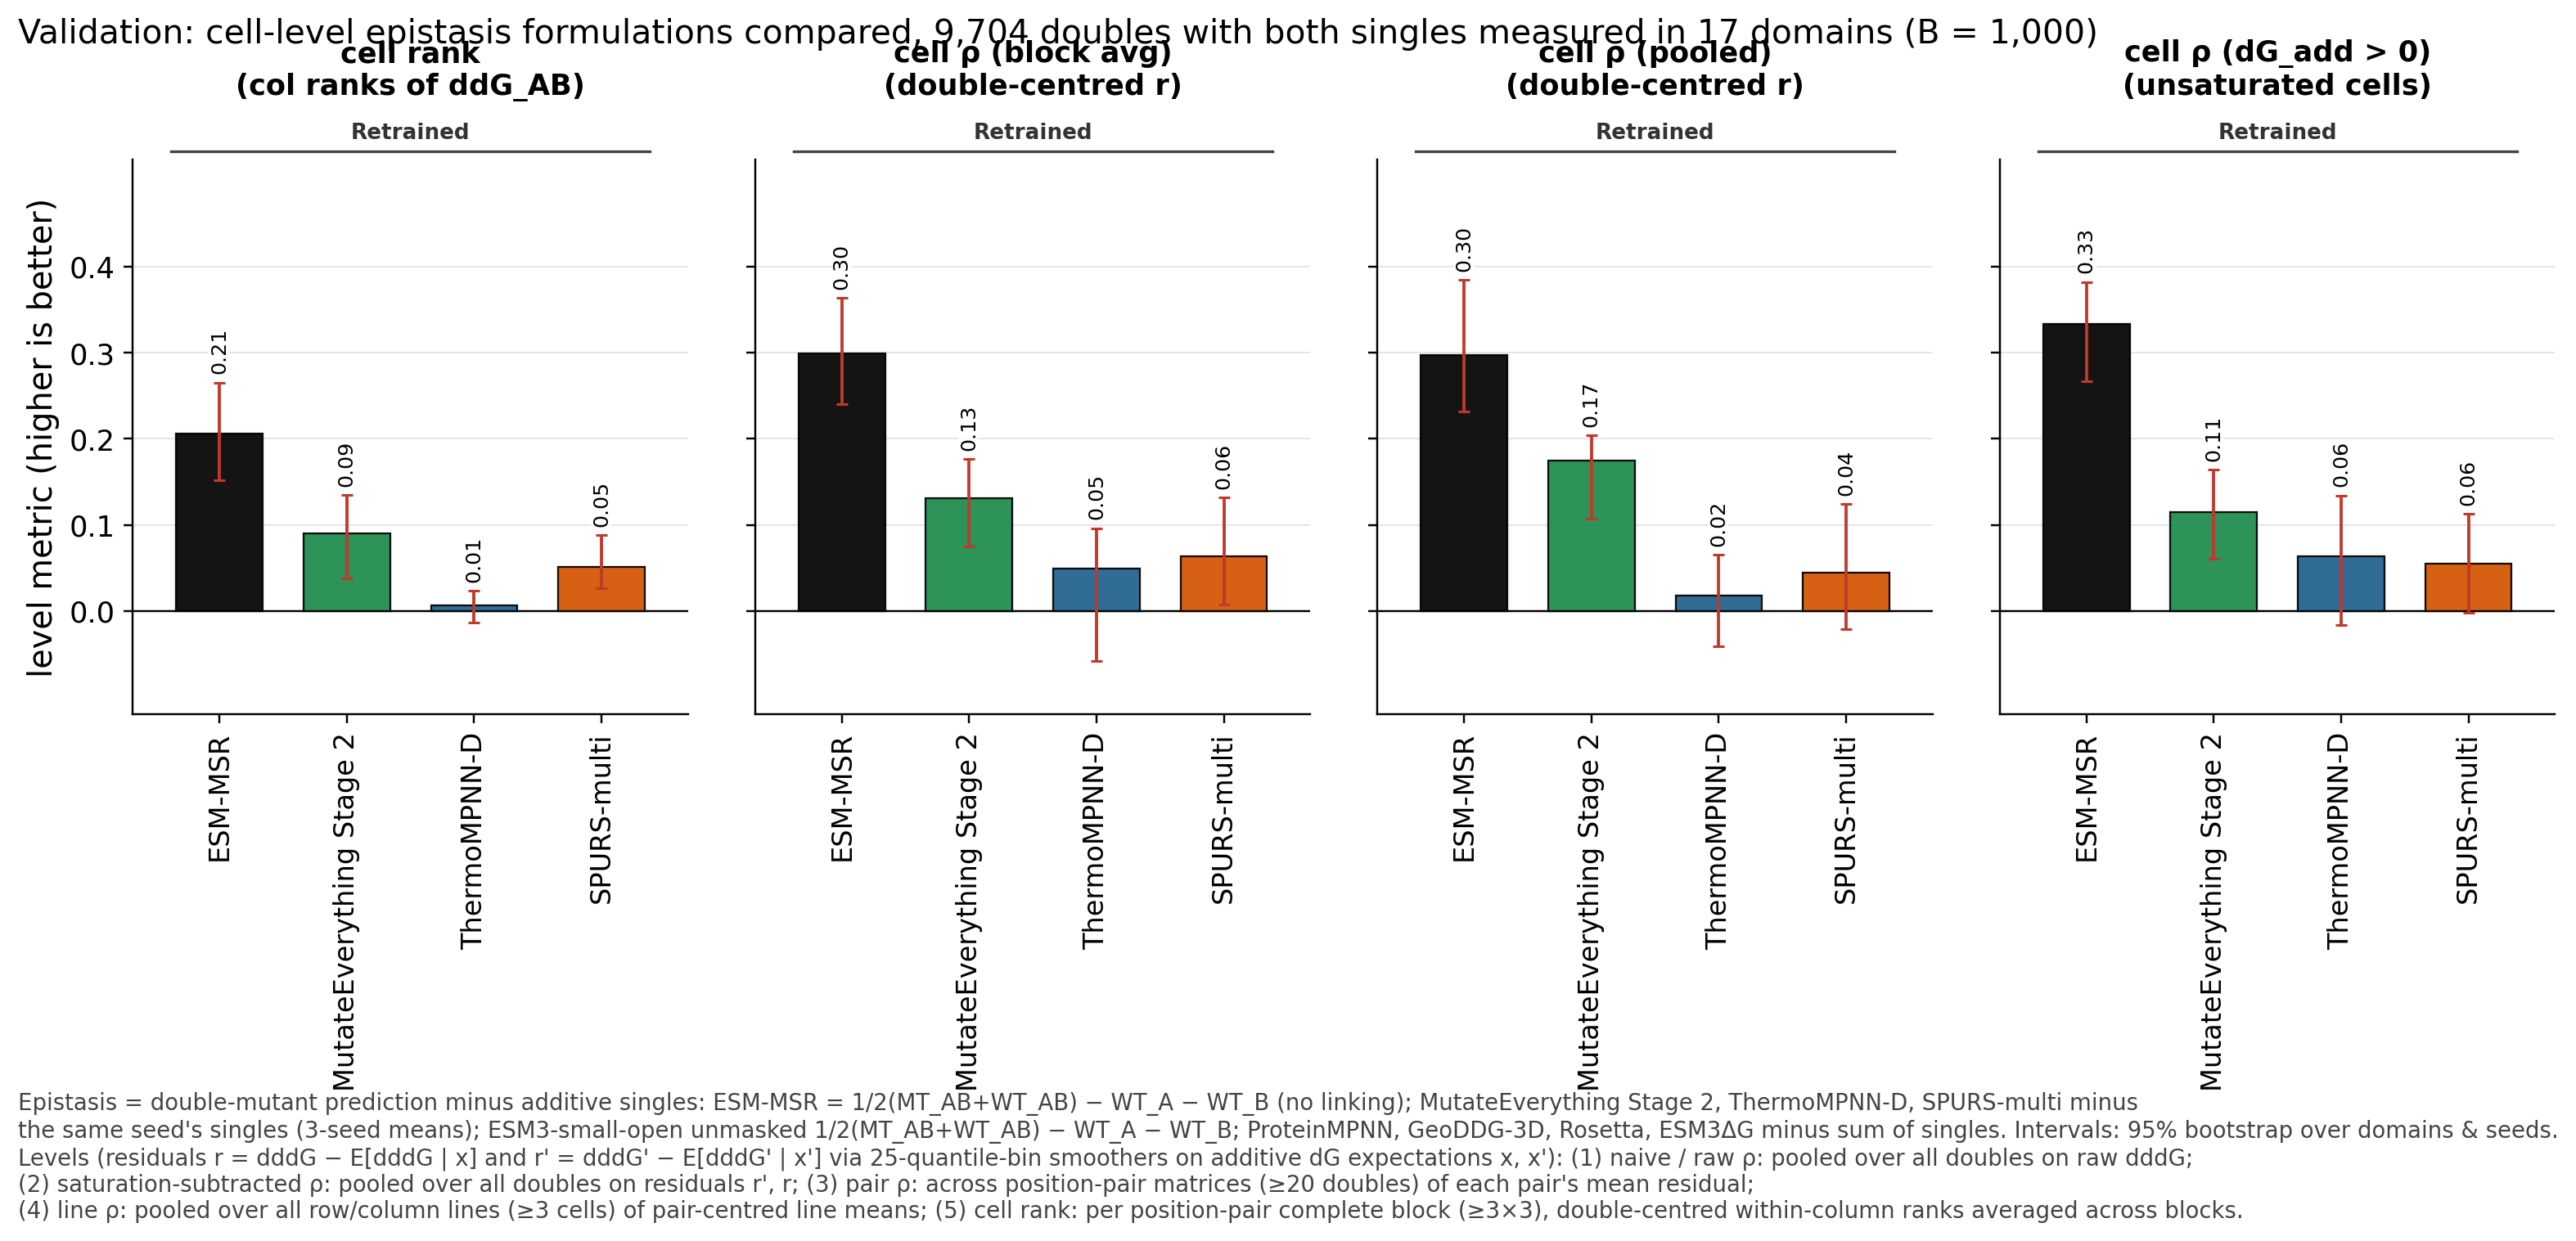 Validation: cell-level epistasis formulations compared, 9,704 doubles with both singles measured in 17 domains (B = 1,000)
cell rank
(col ranks of ddG_AB)
cell ρ (block avg)
(double-centred r)
cell ρ (pooled)
(double-centred r)
cell ρ (dG_add > 0)
(unsaturated cells)
Retrained
Retrained
Retrained
Retrained
level metric (higher is better)
0.4
0.3
0.2
0.1
0.0
0.21
0.09
0.01
0.05
0.30
0.13
0.05
0.06
0.30
0.17
0.02
0.04
0.33
0.11
0.06
0.06
ESM-MSR
MutateEverything Stage 2
ThermoMPNN-D
SPURS-multi
ESM-MSR
MutateEverything Stage 2
ThermoMPNN-D
SPURS-multi
ESM-MSR
MutateEverything Stage 2
ThermoMPNN-D
SPURS-multi
ESM-MSR
MutateEverything Stage 2
ThermoMPNN-D
SPURS-multi
Epistasis = double-mutant prediction minus additive singles: ESM-MSR = 1/2(MT_AB+WT_AB) − WT_A − WT_B (no linking); MutateEverything Stage 2, ThermoMPNN-D, SPURS-multi minus
the same seed's singles (3-seed means); ESM3-small-open unmasked 1/2(MT_AB+WT_AB) − WT_A − WT_B; ProteinMPNN, GeoDDG-3D, Rosetta, ESM3ΔG minus sum of singles. Intervals: 95% bootstrap over domains & seeds.
Levels (residuals r = dddG − E[dddG | x] and r' = dddG' − E[dddG' | x'] via 25-quantile-bin smoothers on additive dG expectations x, x'): (1) naive / raw ρ: pooled over all doubles on raw dddG;
(2) saturation-subtracted ρ: pooled over all doubles on residuals r', r; (3) pair ρ: across position-pair matrices (≥20 doubles) of each pair's mean residual;
(4) line ρ: pooled over all row/column lines (≥3 cells) of pair-centred line means; (5) cell rank: per position-pair complete block (≥3×3), double-centred within-column ranks averaged across blocks.